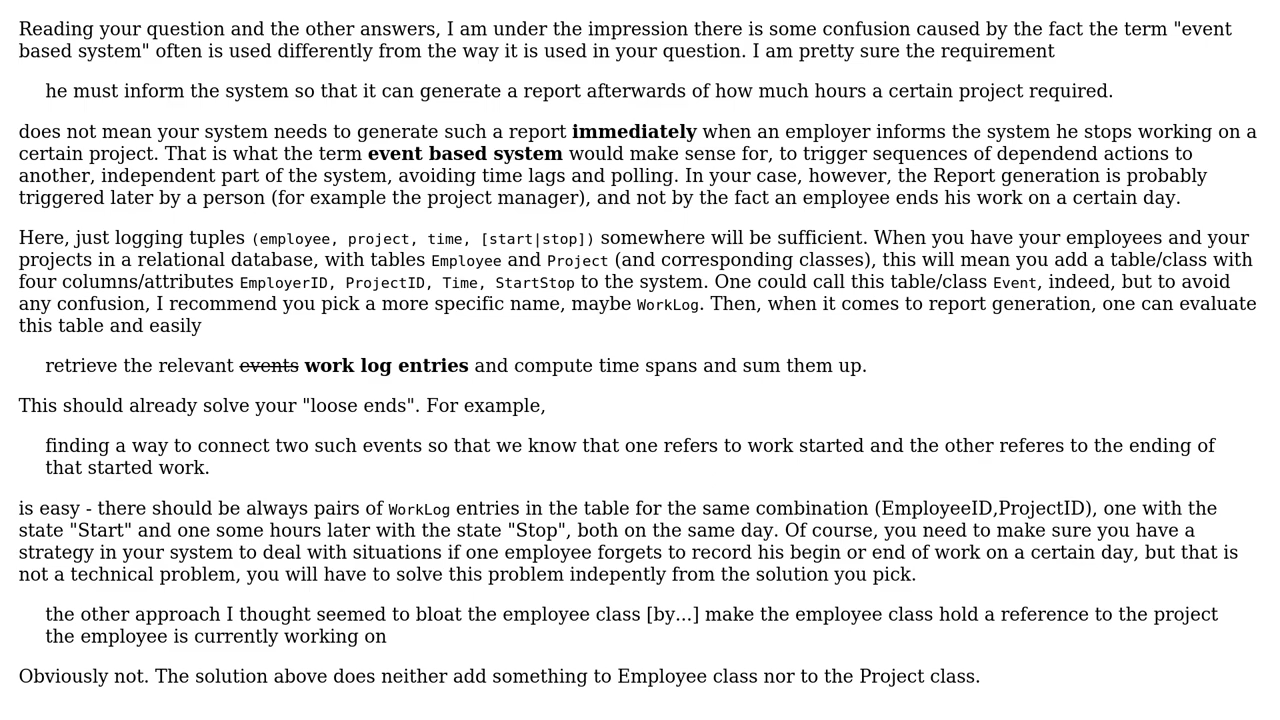 Reading your question and the other answers, I am under the impression there is some confusion caused by the fact the term "event
based system" often is used differently from the way it is used in your question. I am pretty sure the requirement
he must inform the system so that it can generate a report afterwards of how much hours a certain project required.
does not mean your system needs to generate such a report immediately when an employer informs the system he stops working on a
certain project. That is what the term event based system would make sense for, to trigger sequences of dependend actions to
another, independent part of the system, avoiding time lags and polling. In your case, however, the Report generation is probably
triggered later by a person (for example the project manager), and not by the fact an employee ends his work on a certain day.
Here, just logging tuples (employee, project, time, [start|stop]) somewhere will be sufficient. When you have your employees and your
projects in a relational database, with tables Employee and Project (and corresponding classes), this will mean you add a table/class with
four columns/attributes EmployerID, ProjectID, Time, StartStop to the system. One could call this table/class Event, indeed, but to avoid
any confusion, I recommend you pick a more specific name, maybe WorkLog. Then, when it comes to report generation, one can evaluate
this table and easily
retrieve the relevant events work log entries and compute time spans and sum them up.
This should already solve your "loose ends". For example,
finding a way to connect two such events so that we know that one refers to work started and the other referes to the ending of
that started work.
is easy - there should be always pairs of WorkLog entries in the table for the same combination (EmployeeID,ProjectID), one with the
state "Start" and one some hours later with the state "Stop", both on the same day. Of course, you need to make sure you have a
strategy in your system to deal with situations if one employee forgets to record his begin or end of work on a certain day, but that is
not a technical problem, you will have to solve this problem indepently from the solution you pick.
the other approach I thought seemed to bloat the employee class [by...] make the employee class hold a reference to the project
the employee is currently working on
Obviously not. The solution above does neither add something to Employee class nor to the Project class.